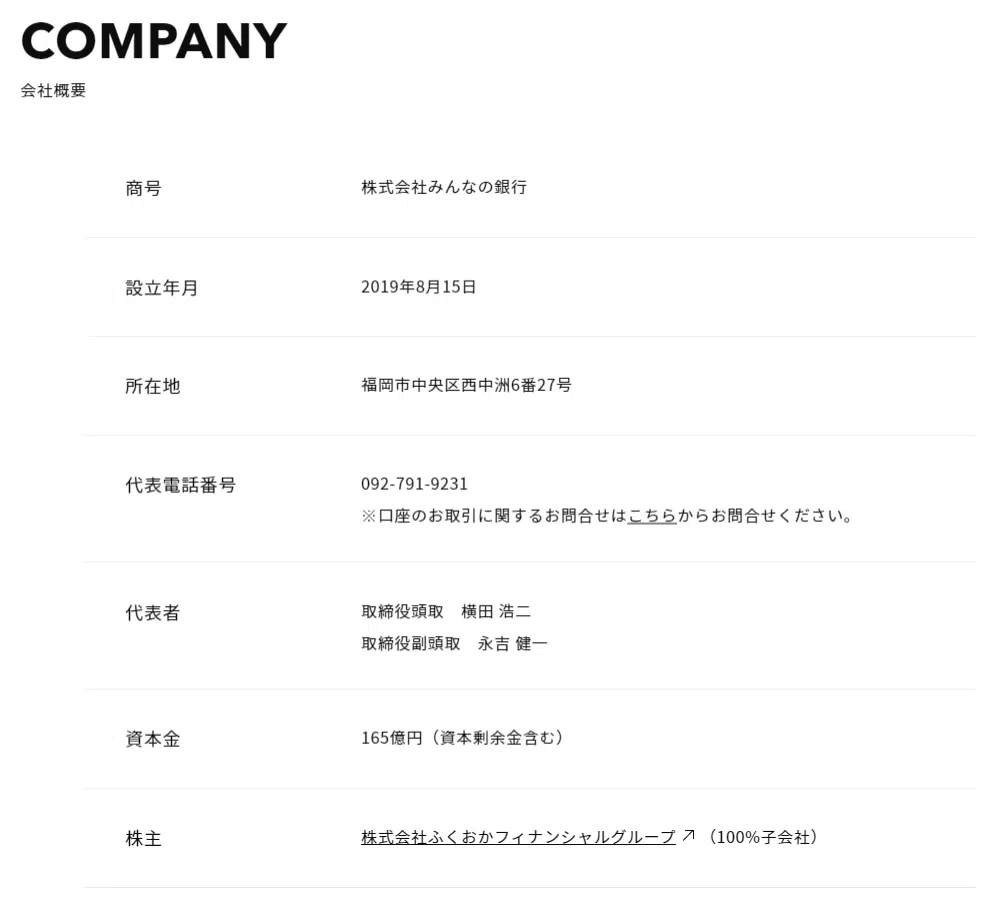 COMPANY
会社概要
商号 株式会社みんなの銀行
設立年月 2019年8月15日
所在地 福岡市中央区西中洲6番27号
代表電話番号 092-791-9231
※口座のお取引に関するお問合せはこちらからお問合せください。
代表者 取締役頭取 横田 浩二
取締役副頭取 永吉 健一
資本金 165億円（資本剰余金含む）
株主 株式会社ふくおかフィナンシャルグループ （100%子会社）